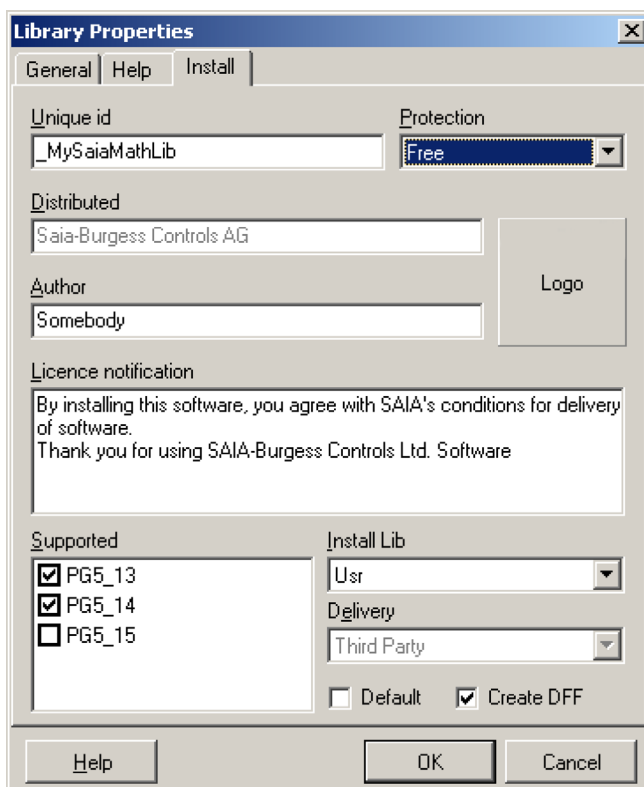 Library Properties
General Help Install
Unique id
Protection
_MySaiaMathLib
Free
Distributed
Saia-Burgess Controls AG
Logo
Author
Somebody
Licence notification
By installing this software, you agree with SAIA's conditions for delivery
of software.
Thank you for using SAIA-Burgess Controls Ltd. Software
Supported
Install Lib
PG5_13
Usr
PG5_14
Delivery
PG5_15
Third Party
Default
Create DFF
Help
OK
Cancel